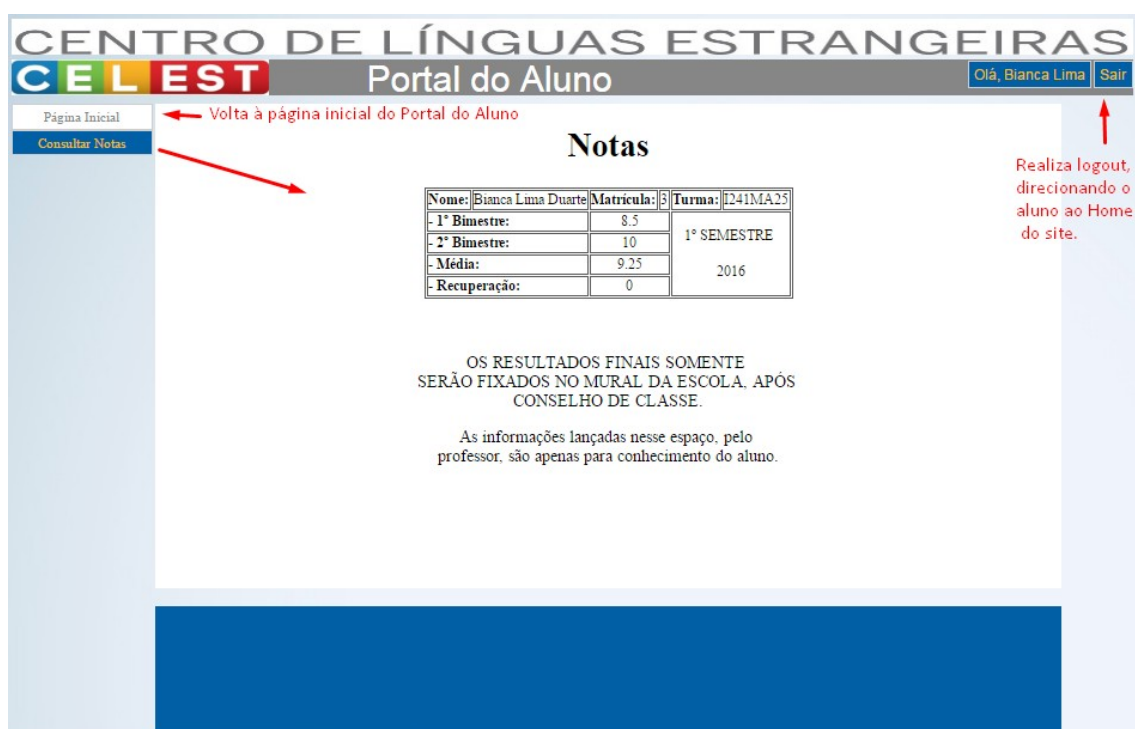 CENTRO DE LÍNGUAS ESTRANGEIRAS
CELEST Portal do Aluno Olá, Bianca Lima Sair
Página Inicial
Consultar Notas
Volta à página inicial do Portal do Aluno
Realiza logout,
direcionando o
aluno ao Home
do site.
Notas
Nome: Bianca Lima Duarte Matrícula: 3 Turma: I241MA25
- 1º Bimestre: 8.5
- 2º Bimestre: 10
- Média: 9.25
- Recuperação: 0
1º SEMESTRE
2016
OS RESULTADOS FINAIS SOMENTE
SERÃO FIXADOS NO MURAL DA ESCOLA, APÓS
CONSELHO DE CLASSE.
As informações lançadas nesse espaço, pelo
professor, são apenas para conhecimento do aluno.